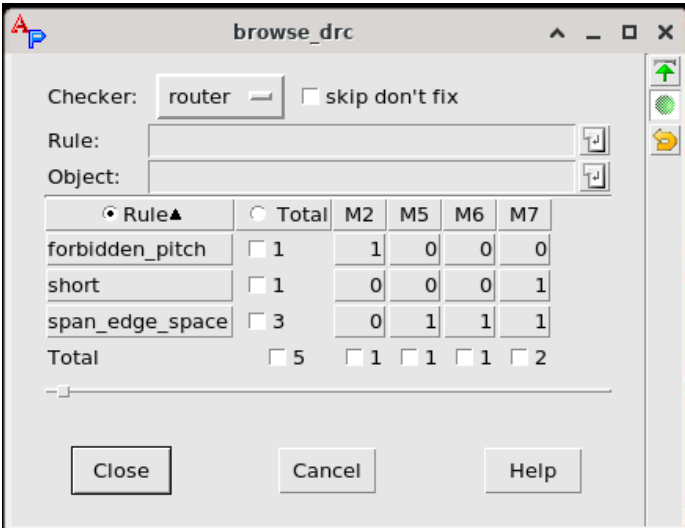 AP
browse_drc
Checker: router skip don't fix
Rule:
Object:
Rule▲ Total M2 M5 M6 M7
forbidden_pitch 1 1 0 0 0
short 1 0 0 0 1
span_edge_space 3 0 1 1 1
Total 5 1 1 1 2
Close Cancel Help